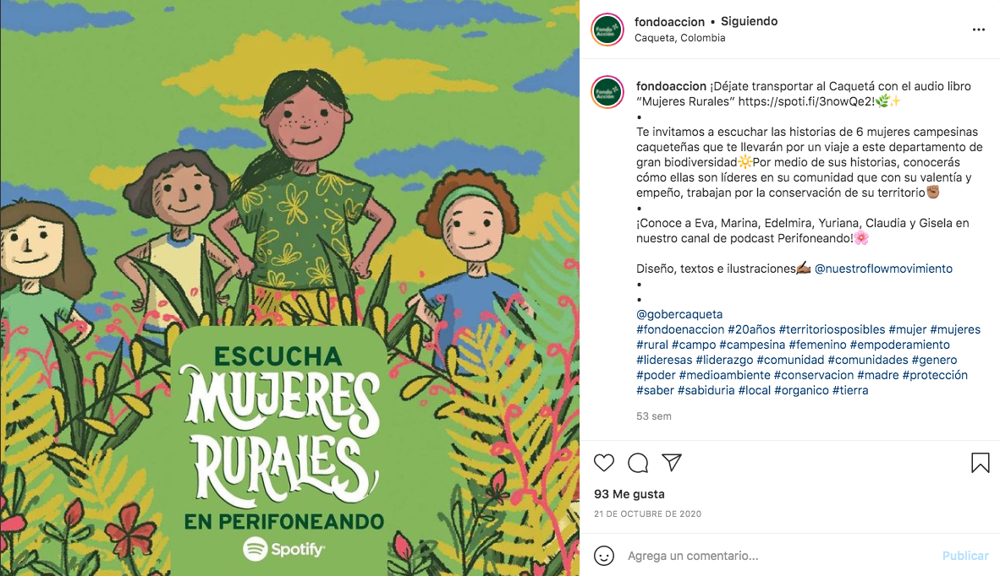 ESCUCHA
MUJERES
RURALES
EN PERIFONEANDO
Spotify
fondoaccion • Siguiendo
Caqueta, Colombia
fondoaccion ¡Déjate transportar al Caquetá con el audio libro
“Mujeres Rurales” https://spoti.fi/3nowQe2!🌿✨
•
Te invitamos a escuchar las historias de 6 mujeres campesinas
caqueteñas que te llevarán por un viaje a este departamento de
gran biodiversidad🔆Por medio de sus historias, conocerás
cómo ellas son líderes en su comunidad que con su valentía y
empeño, trabajan por la conservación de su territorio✊🏽
•
¡Conoce a Eva, Marina, Edelmira, Yuriana, Claudia y Gisela en
nuestro canal de podcast Perifoneando!🌸
Diseño, textos e ilustraciones✍🏾 @nuestroflowmovimiento
•
•
@gobercaqueta
#fondoenaccion #20años #territoriosposibles #mujer #mujeres
#rural #campo #campesina #femenino #empoderamiento
#lideresas #liderazgo #comunidad #comunidades #genero
#poder #medioambiente #conservacion #madre #protección
#saber #sabiduria #local #organico #tierra
53 sem
93 Me gusta
21 DE OCTUBRE DE 2020
Agrega un comentario...
Publicar